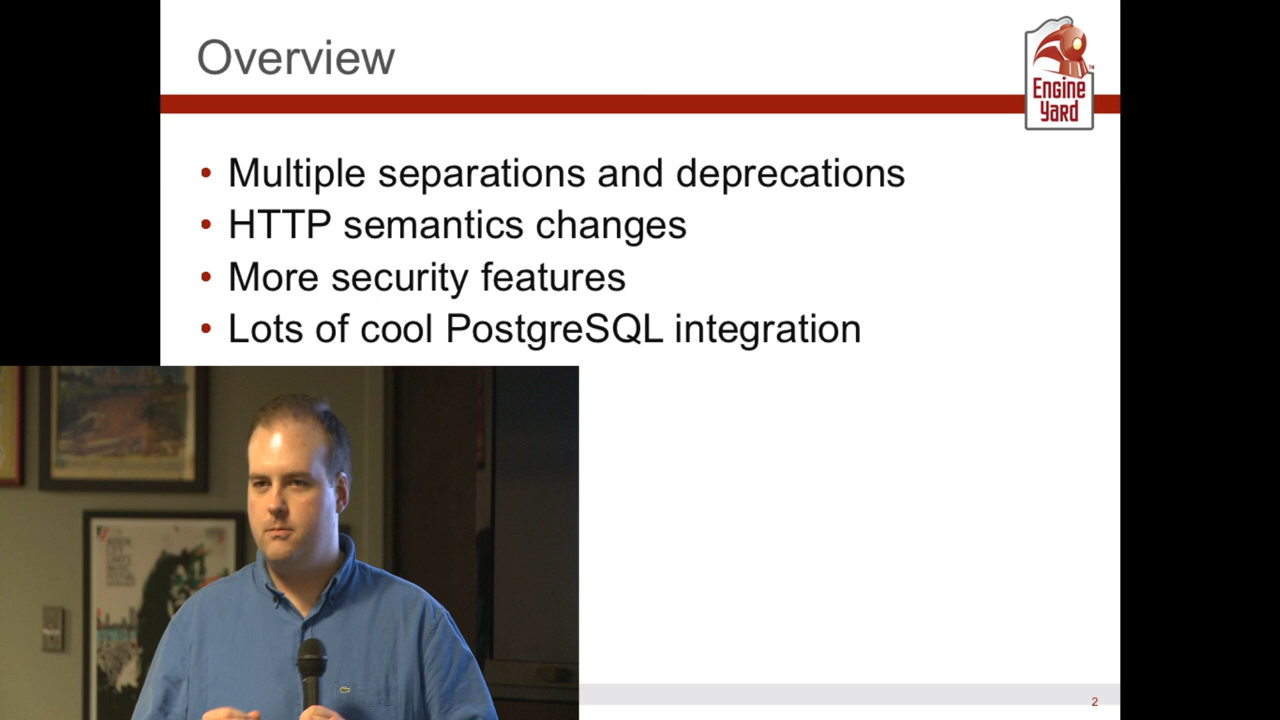 Overview
Engine
Yard
TM
• Multiple separations and deprecations
• HTTP semantics changes
• More security features
• Lots of cool PostgreSQL integration
2